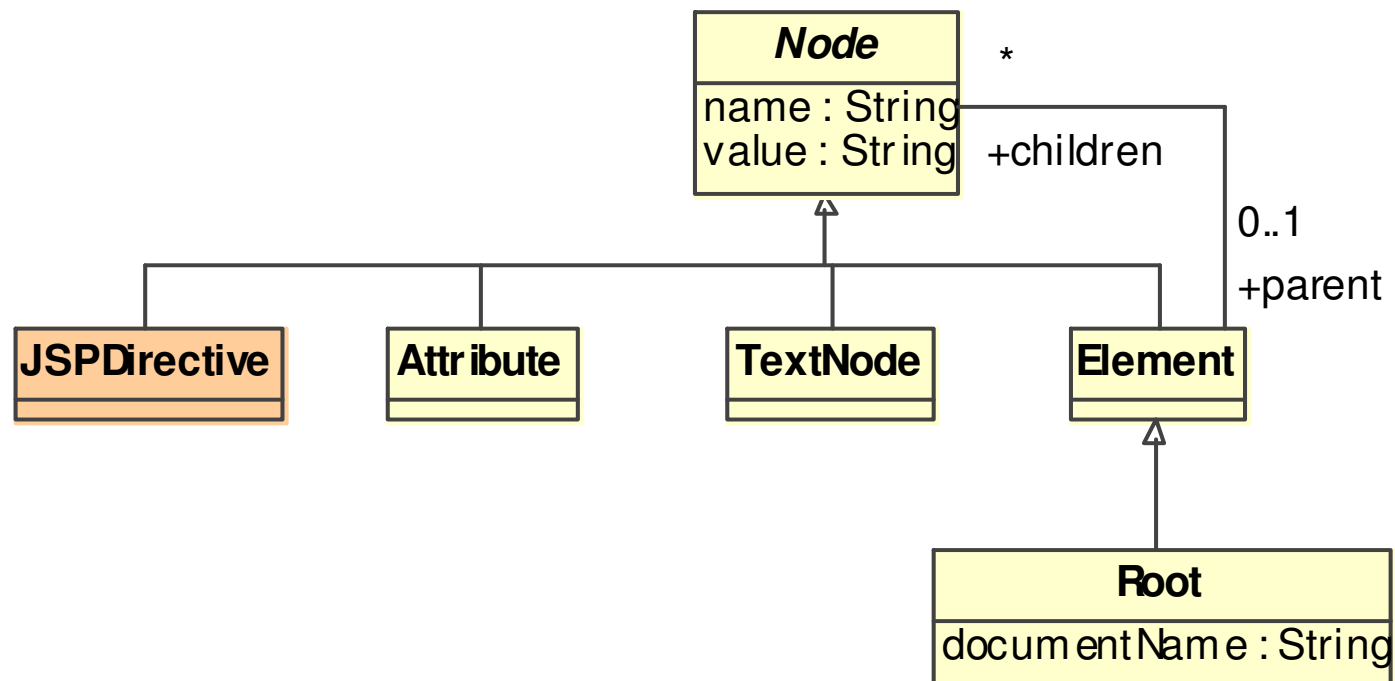 Node
*
name : String
value : String
+children
0..1
+parent
JSPDirective
Attribute
TextNode
Element
Root
documentName : String